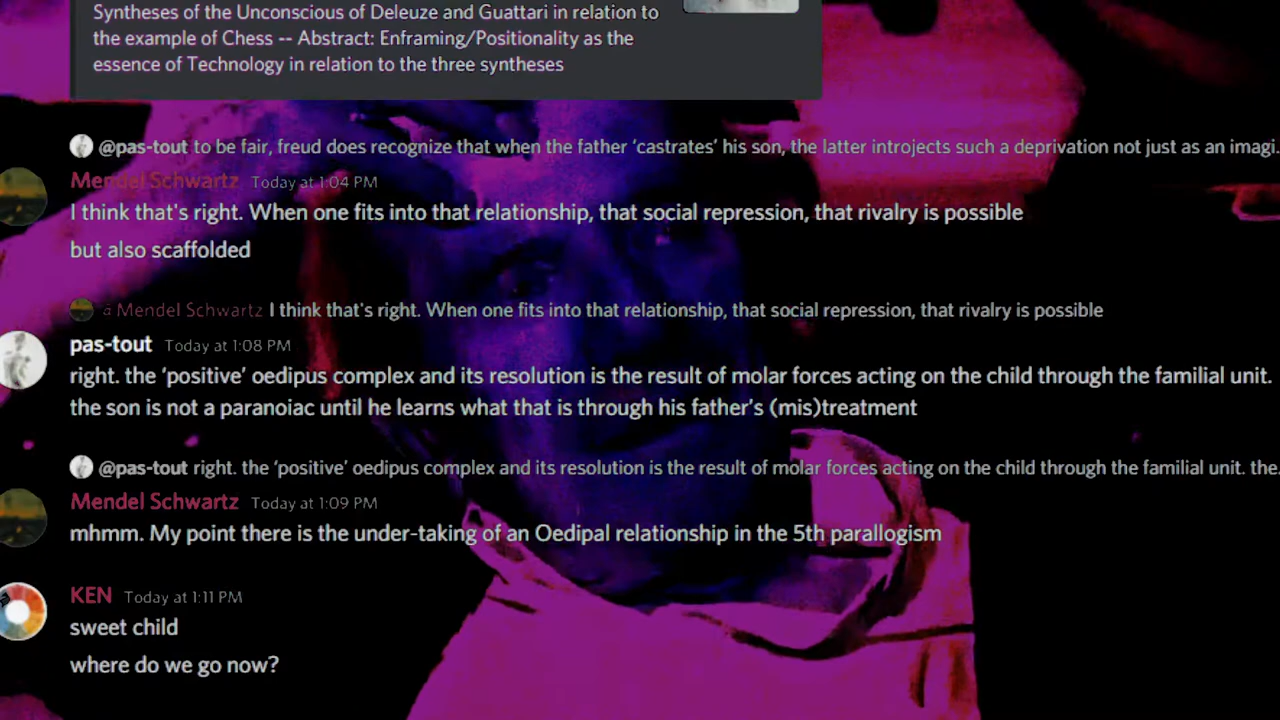 Syntheses of the Unconscious of Deleuze and Guattari in relation to
the example of Chess -- Abstract: Enframing/Positionality as the
essence of Technology in relation to the three syntheses
@pas-tout to be fair, freud does recognize that when the father ‘castrates’ his son, the latter introjects such a deprivation not just as an imagi.
Mendel Schwartz Today at 1:04 PM
I think that's right. When one fits into that relationship, that social repression, that rivalry is possible
but also scaffolded
Mendel Schwartz I think that's right. When one fits into that relationship, that social repression, that rivalry is possible
pas-tout Today at 1:08 PM
right. the ‘positive’ oedipus complex and its resolution is the result of molar forces acting on the child through the familial unit.
the son is not a paranoiac until he learns what that is through his father’s (mis)treatment
@pas-tout right. the ‘positive’ oedipus complex and its resolution is the result of molar forces acting on the child through the familial unit. the.
Mendel Schwartz Today at 1:09 PM
mhmm. My point there is the under-taking of an Oedipal relationship in the 5th parallogism
KEN Today at 1:11 PM
sweet child
where do we go now?